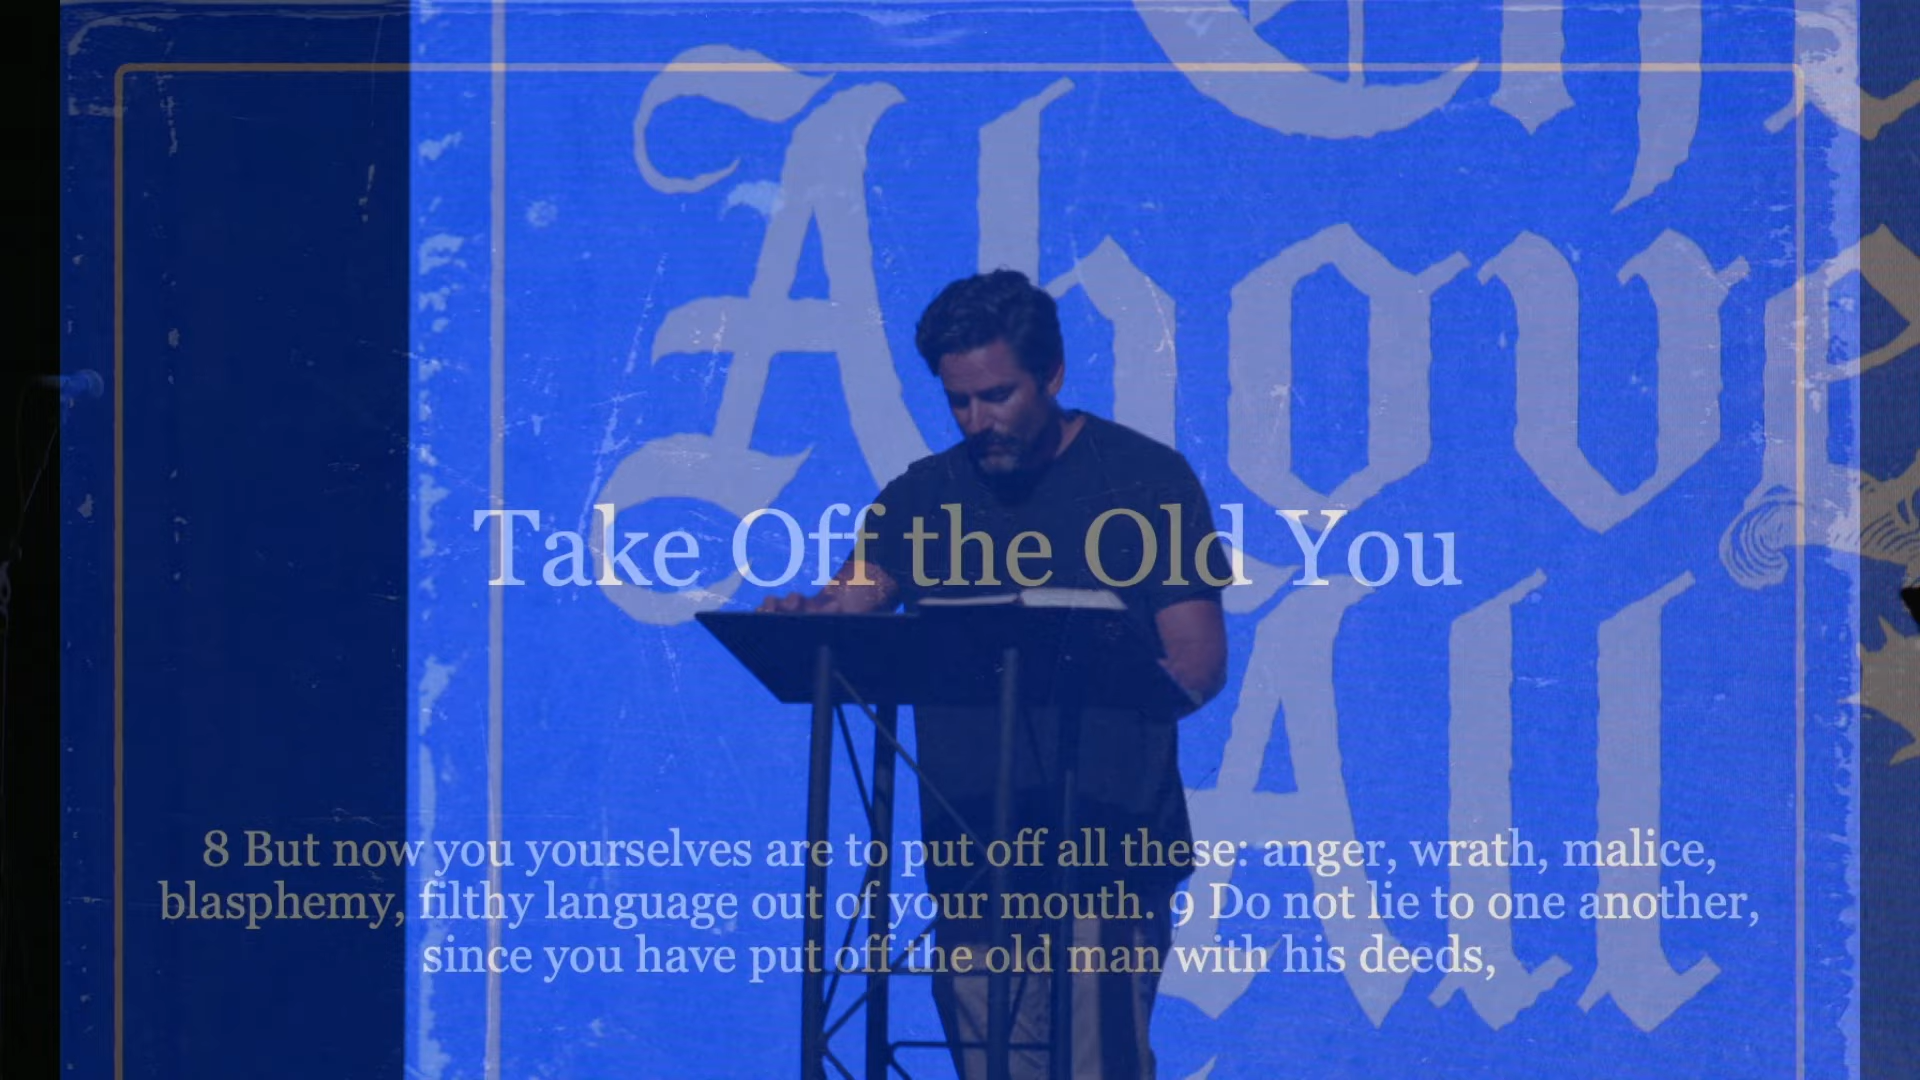 Above
All
Take Off the Old You
8 But now you yourselves are to put off all these: anger, wrath, malice,
blasphemy, filthy language out of your mouth. 9 Do not lie to one another,
since you have put off the old man with his deeds,